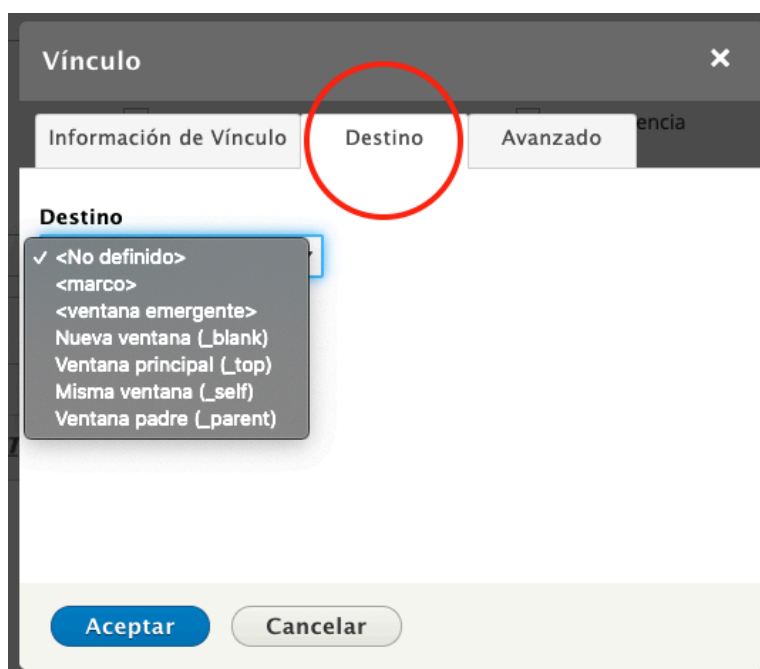 Vínculo ×
encia
Información de Vínculo Destino Avanzado
Destino
✓ <No definido>
<marco>
<ventana emergente>
Nueva ventana (_blank)
Ventana principal (_top)
Misma ventana (_self)
Ventana padre (_parent)
Aceptar Cancelar